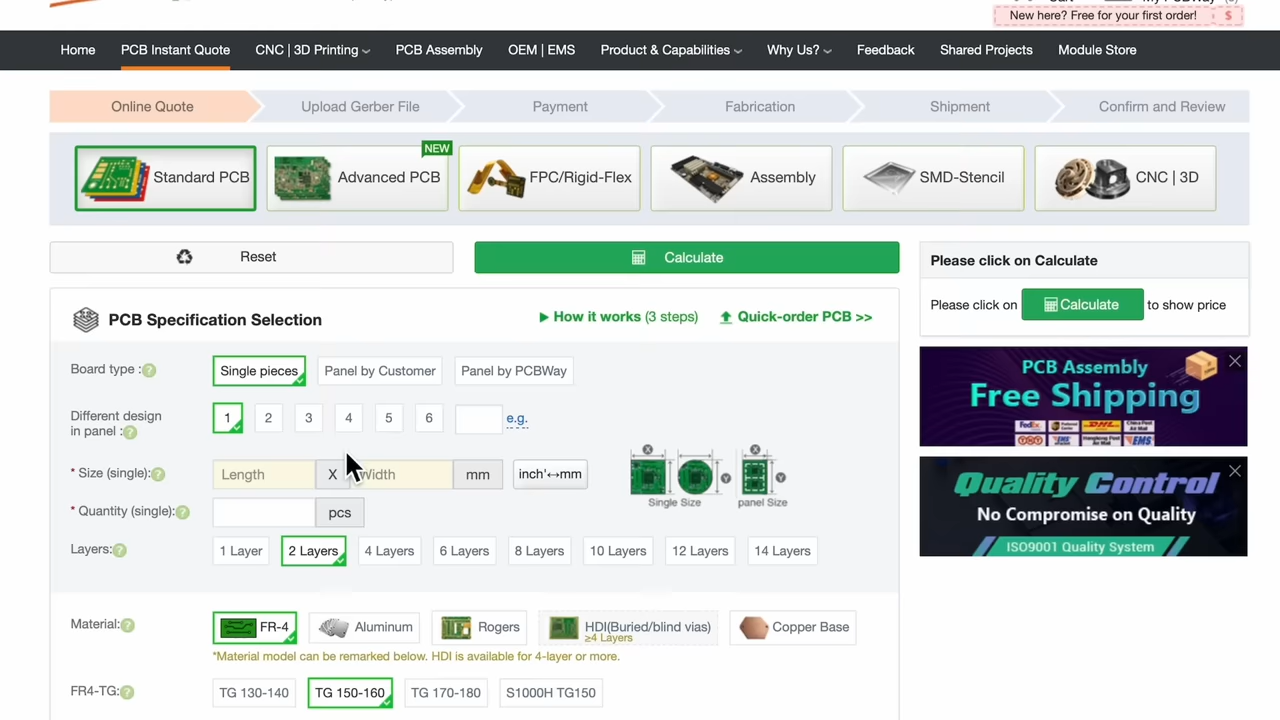 New here? Free for your first order! $
Home PCB Instant Quote CNC | 3D Printing PCB Assembly OEM | EMS Product & Capabilities Why Us? Feedback Shared Projects Module Store
Online Quote Upload Gerber File Payment Fabrication Shipment Confirm and Review
NEW
Standard PCB Advanced PCB FPC/Rigid-Flex Assembly SMD-Stencil CNC | 3D
Reset Calculate
Please click on Calculate
Please click on Calculate to show price
PCB Specification Selection How it works (3 steps) Quick-order PCB >>
Board type :? Single pieces Panel by Customer Panel by PCBWay
Different design
in panel :? 1 2 3 4 5 6 e.g.
* Size (single):? Length X Width mm inch'↔mm
X Y X Y
Single Size panel Size
* Quantity (single):? pcs
Layers:? 1 Layer 2 Layers 4 Layers 6 Layers 8 Layers 10 Layers 12 Layers 14 Layers
Material:? FR-4 Aluminum Rogers HDI(Buried/blind vias) Copper Base
≥4 Layers
*Material model can be remarked below. HDI is available for 4-layer or more.
FR4-TG:? TG 130-140 TG 150-160 TG 170-180 S1000H TG150
PCB Assembly
Free Shipping
FedEx DHL
TNT EMS
Quality Control
No Compromise on Quality
ISO9001 Quality System